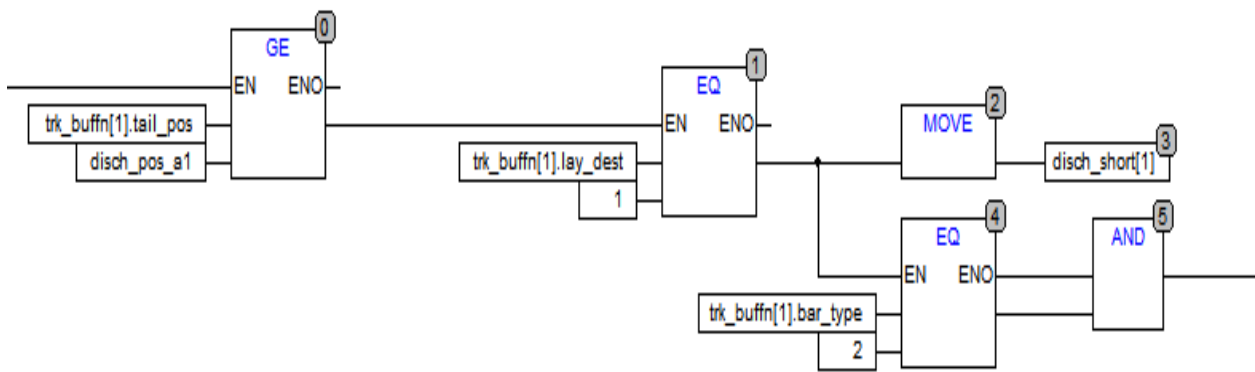 0
GE
EN ENO
trk_buffn[1].tail_pos
disch_pos_a1
1
EQ
EN ENO
trk_buffn[1].lay_dest
1
2
MOVE
3
disch_short[1]
4
EQ
EN ENO
trk_buffn[1].bar_type
2
5
AND